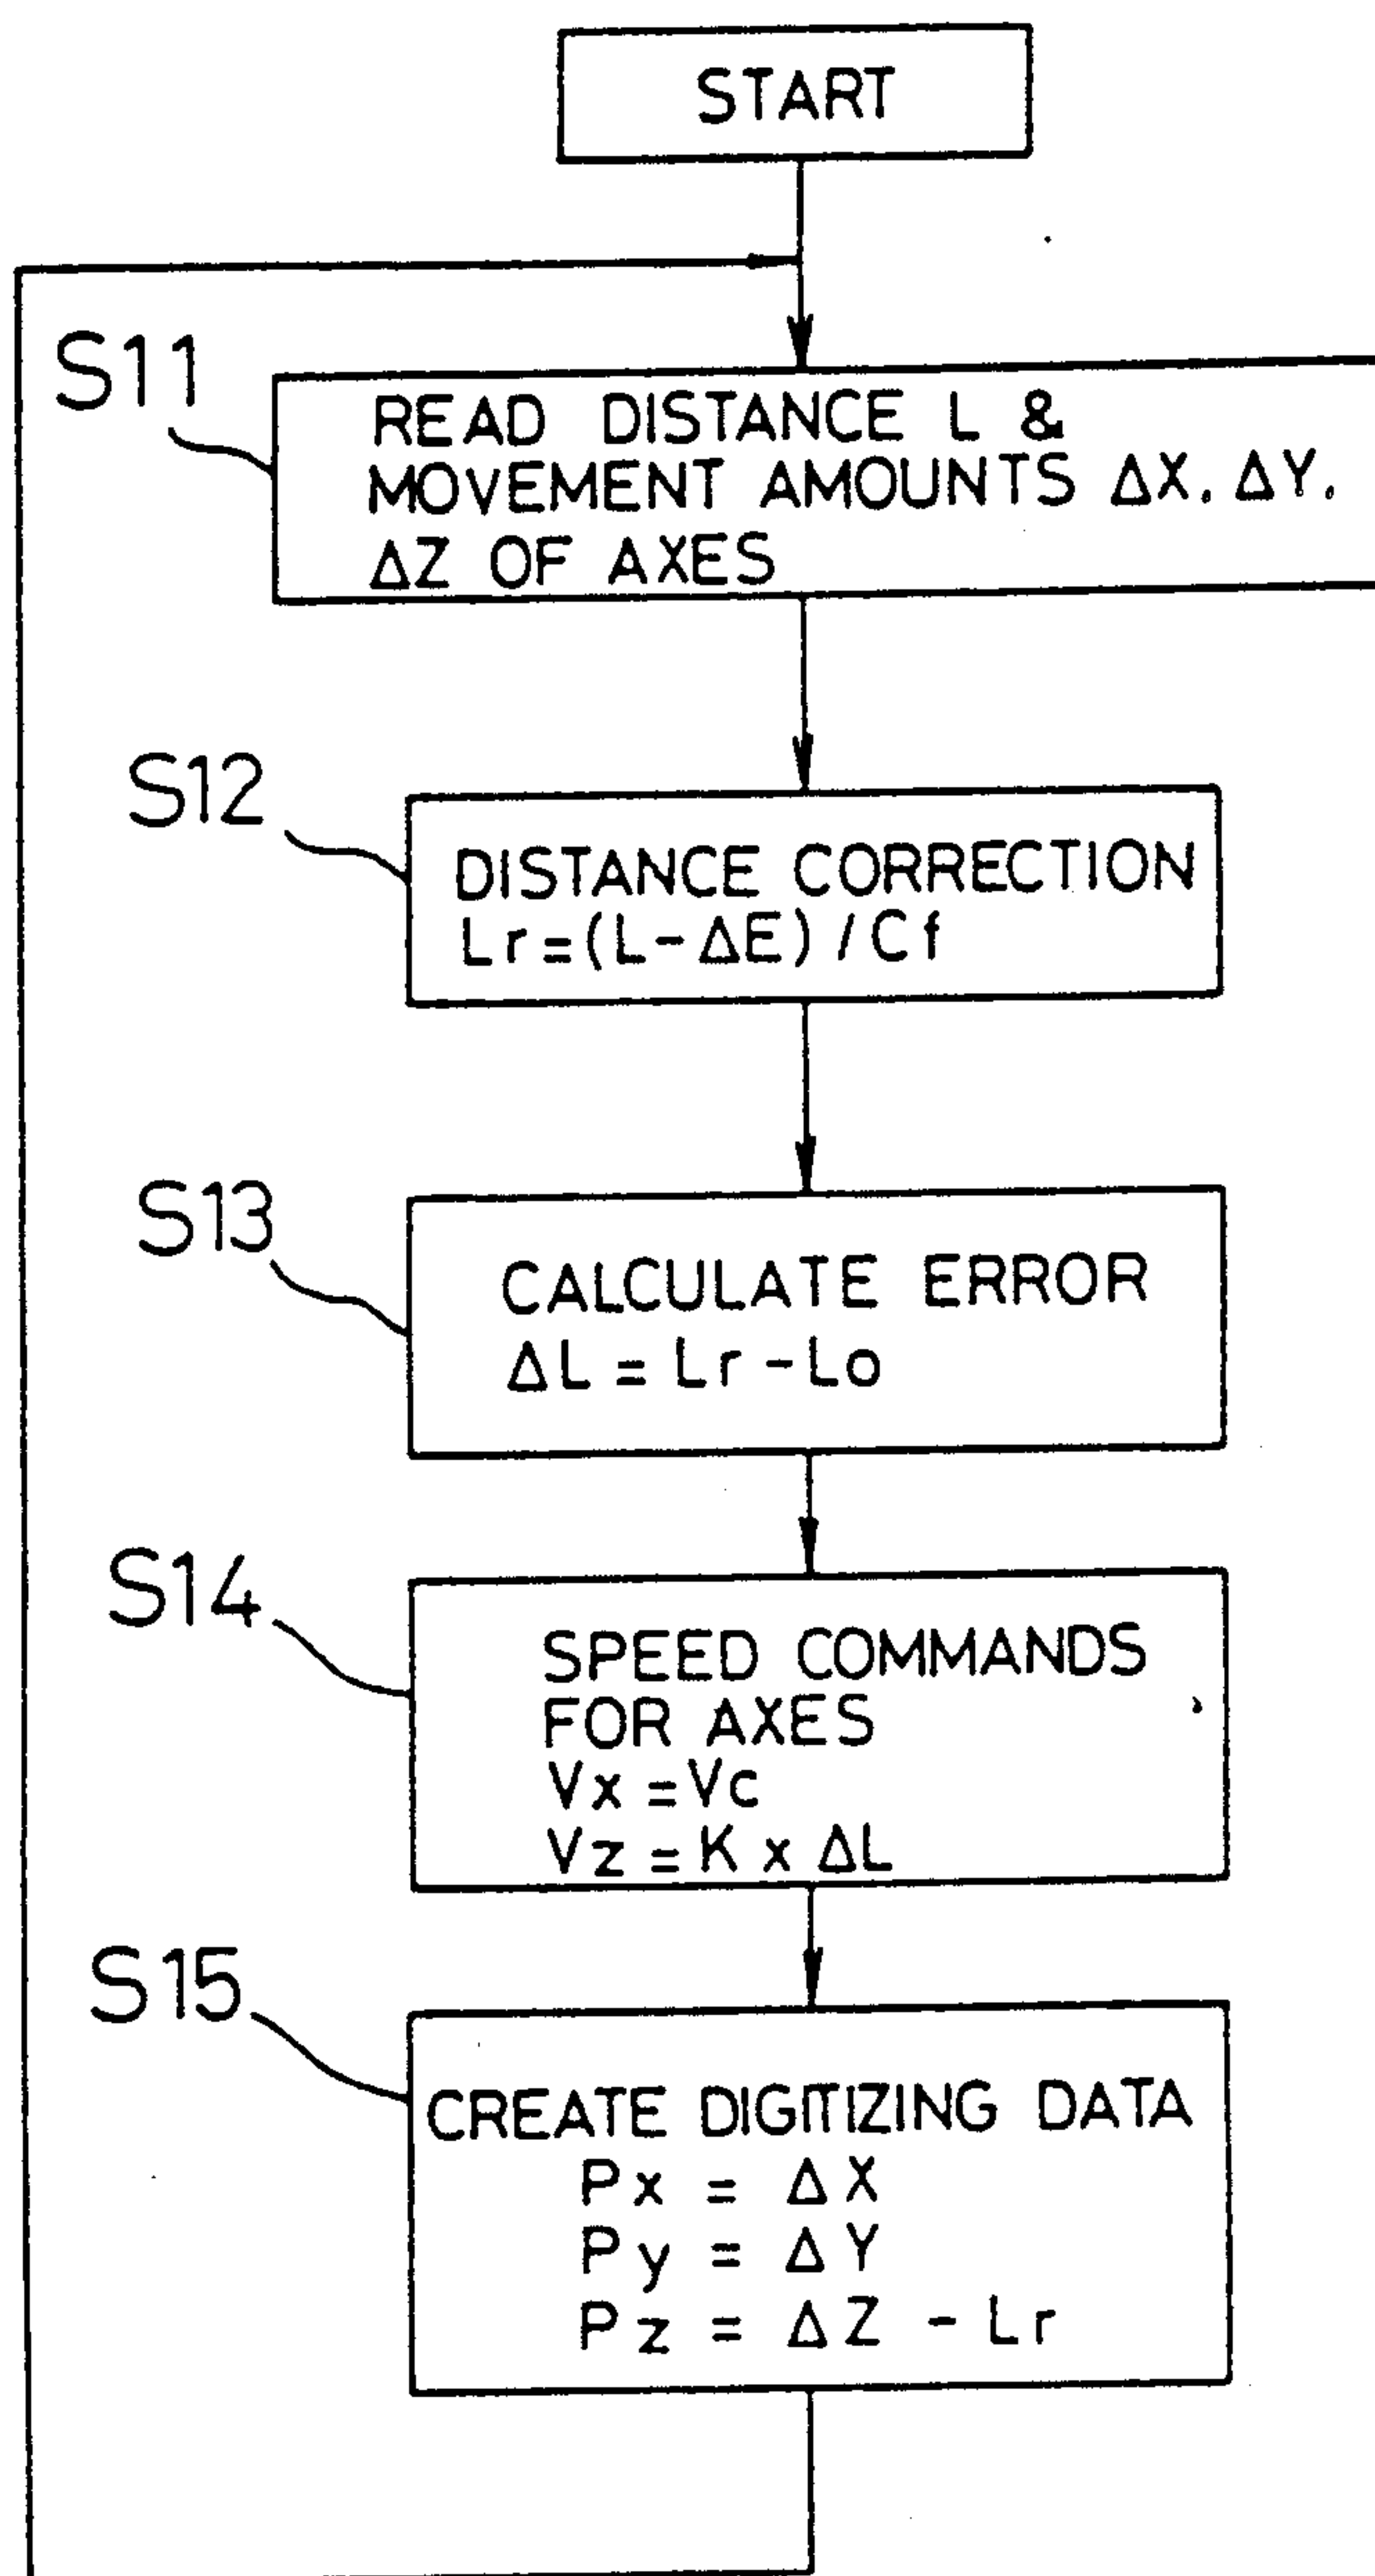 START
S11
READ DISTANCE L &
MOVEMENT AMOUNTS ΔX, ΔY,
ΔZ OF AXES
S12
DISTANCE CORRECTION
Lr=(L-ΔE)/Cf
S13
CALCULATE ERROR
ΔL = Lr - Lo
S14
SPEED COMMANDS
FOR AXES
Vx = Vc
Vz = K x ΔL
S15
CREATE DIGITIZING DATA
Px = ΔX
Py = ΔY
Pz = ΔZ - Lr